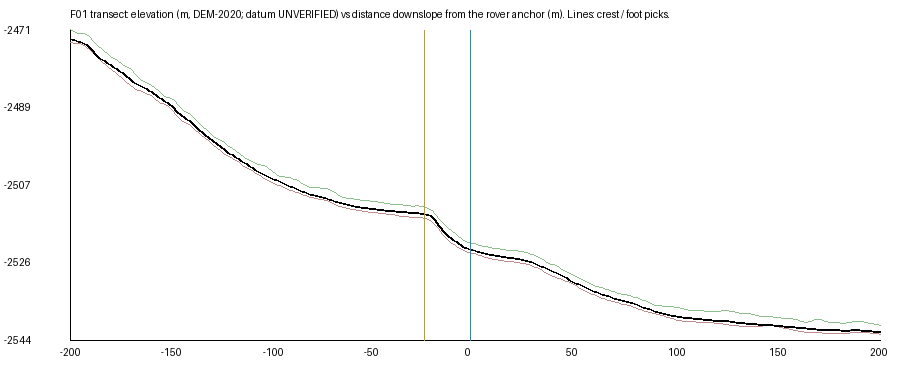 F01 transect: elevation (m, DEM-2020; datum UNVERIFIED) vs distance downslope from the rover anchor (m). Lines: crest / foot picks.
-2471
-2489
-2507
-2526
-2544
-200 -150 -100 -50 0 50 100 150 200